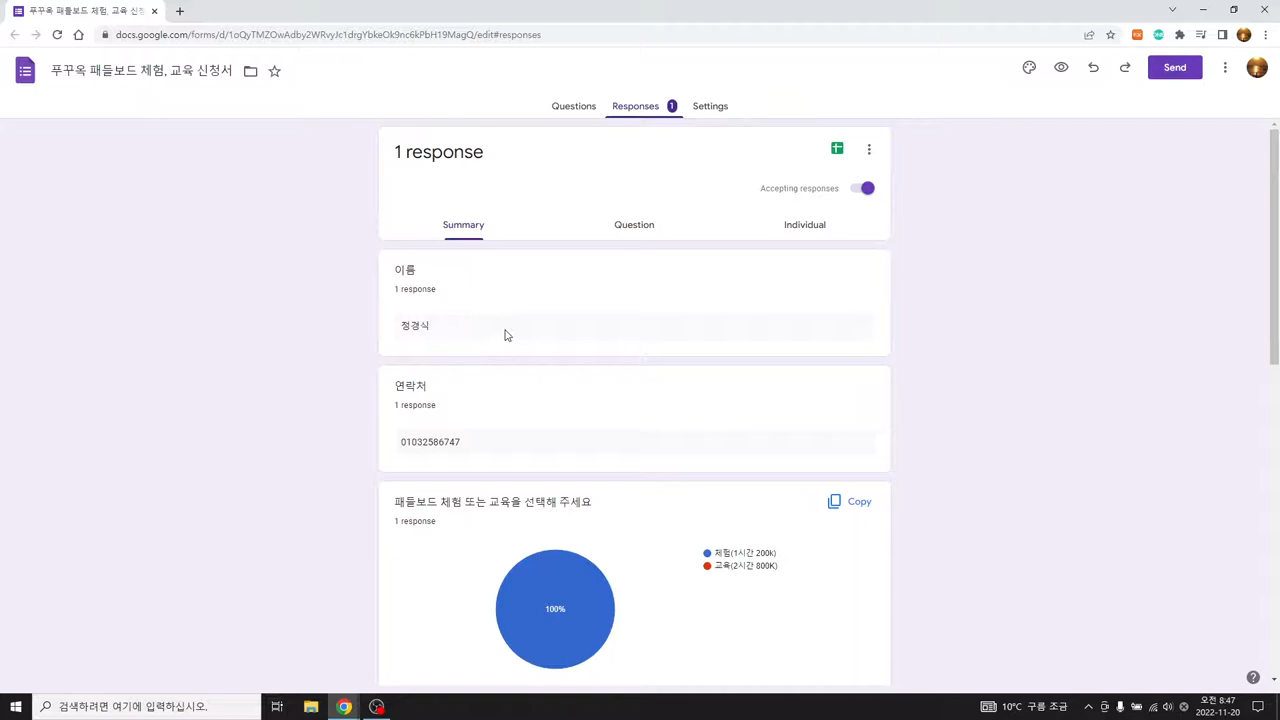 푸꾸옥 패들보드 체험, 교육 신청
docs.google.com/forms/d/1oQyTMZOwAdby2WRvyJc1drgYbkeOk9nc6kPbH19MagQ/edit#responses
푸꾸옥 패들보드 체험, 교육 신청서
Send
Questions
Responses
1
Settings
1 response
Accepting responses
Summary
Question
Individual
이름
1 response
정경식
연락처
1 response
01032586747
패들보드 체험 또는 교육을 선택해 주세요
Copy
1 response
체험(1시간 200k)
교육(2시간 800K)
100%
검색하려면 여기에 입력하십시오.
10°C 구름 조금
오전 8:47
2022-11-20